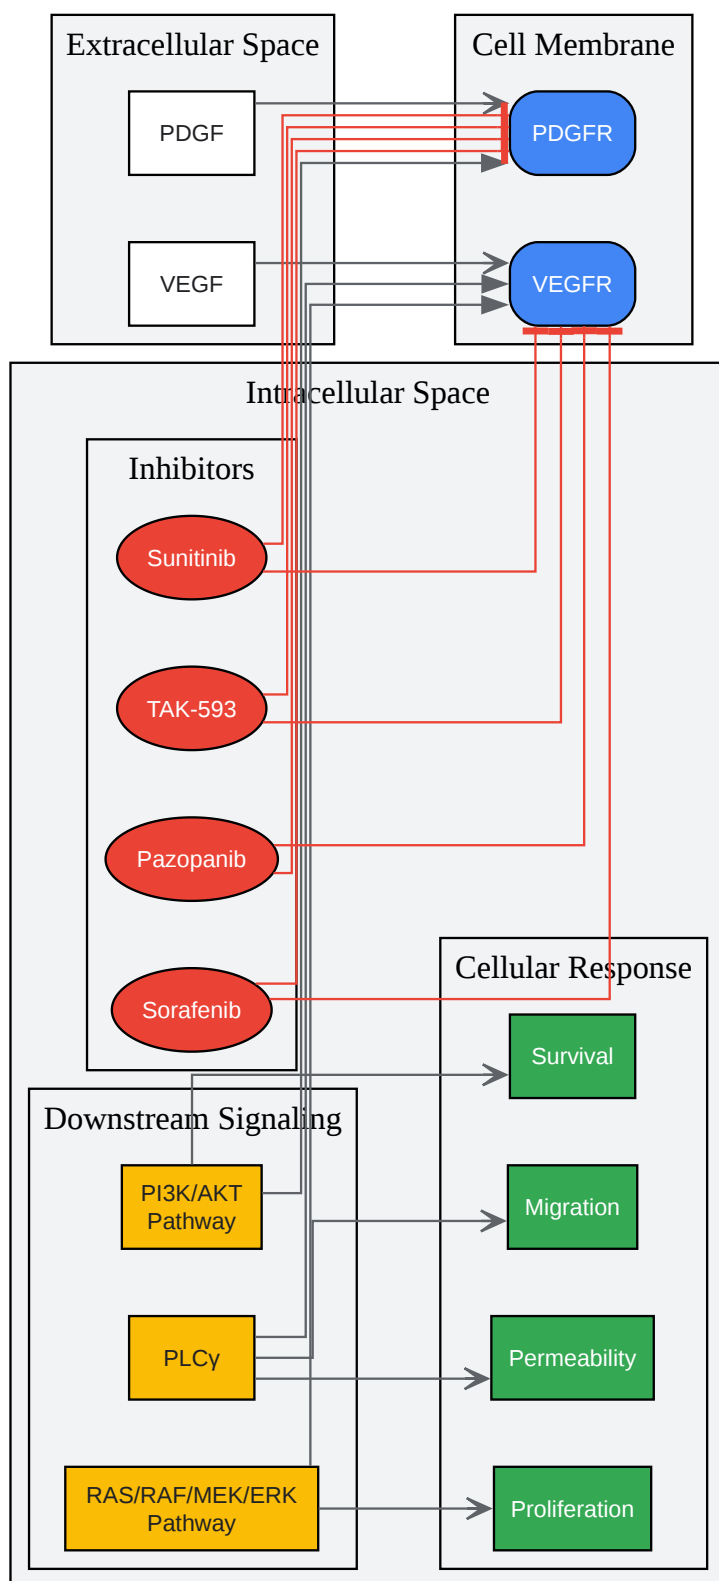 Extracellular Space
Cell Membrane
PDGF
PDGFR
VEGF
VEGFR
Intracellular Space
Inhibitors
Sunitinib
TAK-593
Pazopanib
Sorafenib
Cellular Response
Survival
Downstream Signaling
PI3K/AKT
Pathway
Migration
PLCγ
Permeability
RAS/RAF/MEK/ERK
Pathway
Proliferation